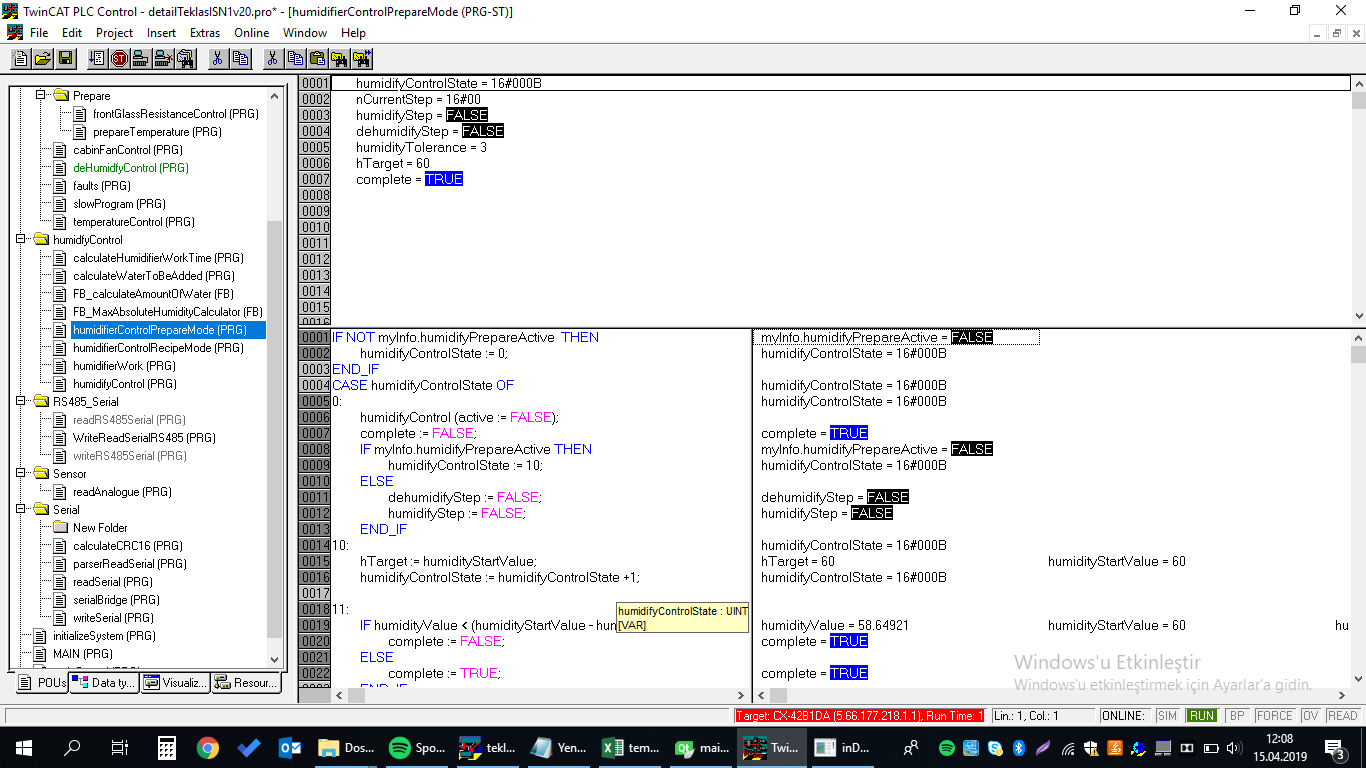 TwinCAT PLC Control - detailTeklasISN1v20.pro* - [humidifierControlPrepareMode (PRG-ST)]
File Edit Project Insert Extras Online Window Help
Prepare
frontGlassResistanceControl (PRG)
prepareTemperature (PRG)
cabinFanControl (PRG)
deHumidfyControl (PRG)
faults (PRG)
slowProgram (PRG)
temperatureControl (PRG)
humidfyControl
calculateHumidifierWorkTime (PRG)
calculateWaterToBeAdded (PRG)
FB_calculateAmountOfWater (FB)
FB_MaxAbsoluteHumidityCalculator (FB)
humidifierControlPrepareMode (PRG)
humidifierControlRecipeMode (PRG)
humidifierWork (PRG)
humidifyControl (PRG)
RS485_Serial
readRS485Serial (PRG)
WriteReadSerialRS485 (PRG)
writeRS485Serial (PRG)
Sensor
readAnalogue (PRG)
Serial
New Folder
calculateCRC16 (PRG)
parserReadSerial (PRG)
readSerial (PRG)
serialBridge (PRG)
writeSerial (PRG)
initializeSystem (PRG)
MAIN (PRG)
POUs Data ty... Visualiz... Resour...
0001 humidifyControlState = 16#000B
0002 nCurrentStep = 16#00
0003 humidifyStep = FALSE
0004 dehumidifyStep = FALSE
0005 humidityTolerance = 3
0006 hTarget = 60
0007 complete = TRUE
0008
0009
0010
0011
0012
0013
0014
0015
0016
0001 IF NOT myInfo.humidifyPrepareActive THEN
0002 humidifyControlState := 0;
0003 END_IF
0004 CASE humidifyControlState OF
0005 0:
0006 humidifyControl (active := FALSE);
0007 complete := FALSE;
0008 IF myInfo.humidifyPrepareActive THEN
0009 humidifyControlState := 10;
0010 ELSE
0011 dehumidifyStep := FALSE;
0012 humidifyStep := FALSE;
0013 END_IF
0014 10:
0015 hTarget := humidityStartValue;
0016 humidifyControlState := humidifyControlState +1;
0017
0018 11:
0019 IF humidityValue < (humidityStartValue - hum
0020 complete := FALSE;
0021 ELSE
0022 complete := TRUE;
END_IF
humidifyControlState : UINT
[VAR]
myInfo.humidifyPrepareActive = FALSE
humidifyControlState = 16#000B
humidifyControlState = 16#000B
humidifyControlState = 16#000B
complete = TRUE
myInfo.humidifyPrepareActive = FALSE
humidifyControlState = 16#000B
dehumidifyStep = FALSE
humidifyStep = FALSE
humidifyControlState = 16#000B
hTarget = 60 humidityStartValue = 60
humidifyControlState = 16#000B
humidityValue = 58.64921 humidityStartValue = 60 hu
complete = TRUE
complete = TRUE
Windows'u Etkinleştir
Windows'u etkinleştirmek için Ayarlar'a gidin.
Target: CX-42B1DA (5.66.177.218.1.1), Run Time: 1 Lin.: 1, Col.: 1 ONLINE: SIM RUN BP FORCE OV READ
Dos... Spo... tekl... Yen... tem... mai... Twi... inD...
12:08
15.04.2019
3